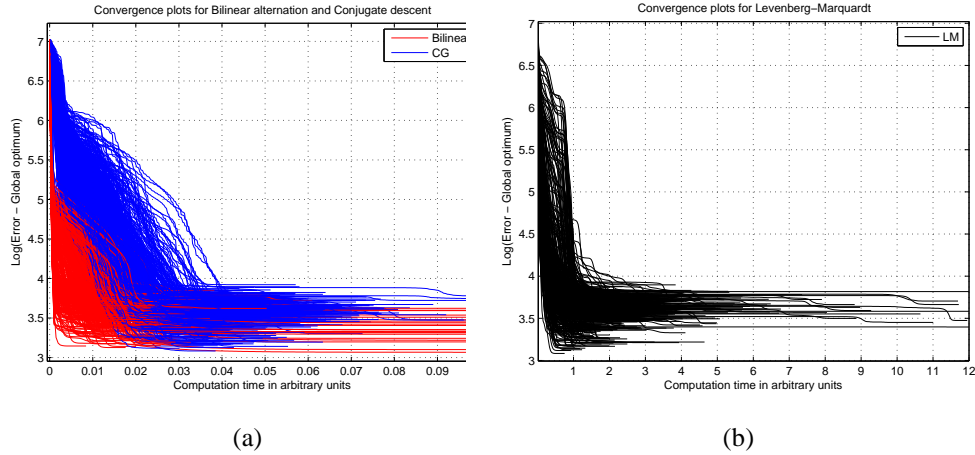 Convergence plots for Bilinear alternation and Conjugate descent
Bilinear
CG
7
6.5
6
5.5
5
4.5
4
3.5
3
Log(Error − Global optimum)
0 0.01 0.02 0.03 0.04 0.05 0.06 0.07 0.08 0.09
Computation time in arbitrary units
(a)
Convergence plots for Levenberg−Marquardt
LM
7
6.5
6
5.5
5
4.5
4
3.5
3
Log(Error − Global optimum)
1 2 3 4 5 6 7 8 9 10 11 12
Computation time in arbitrary units
(b)